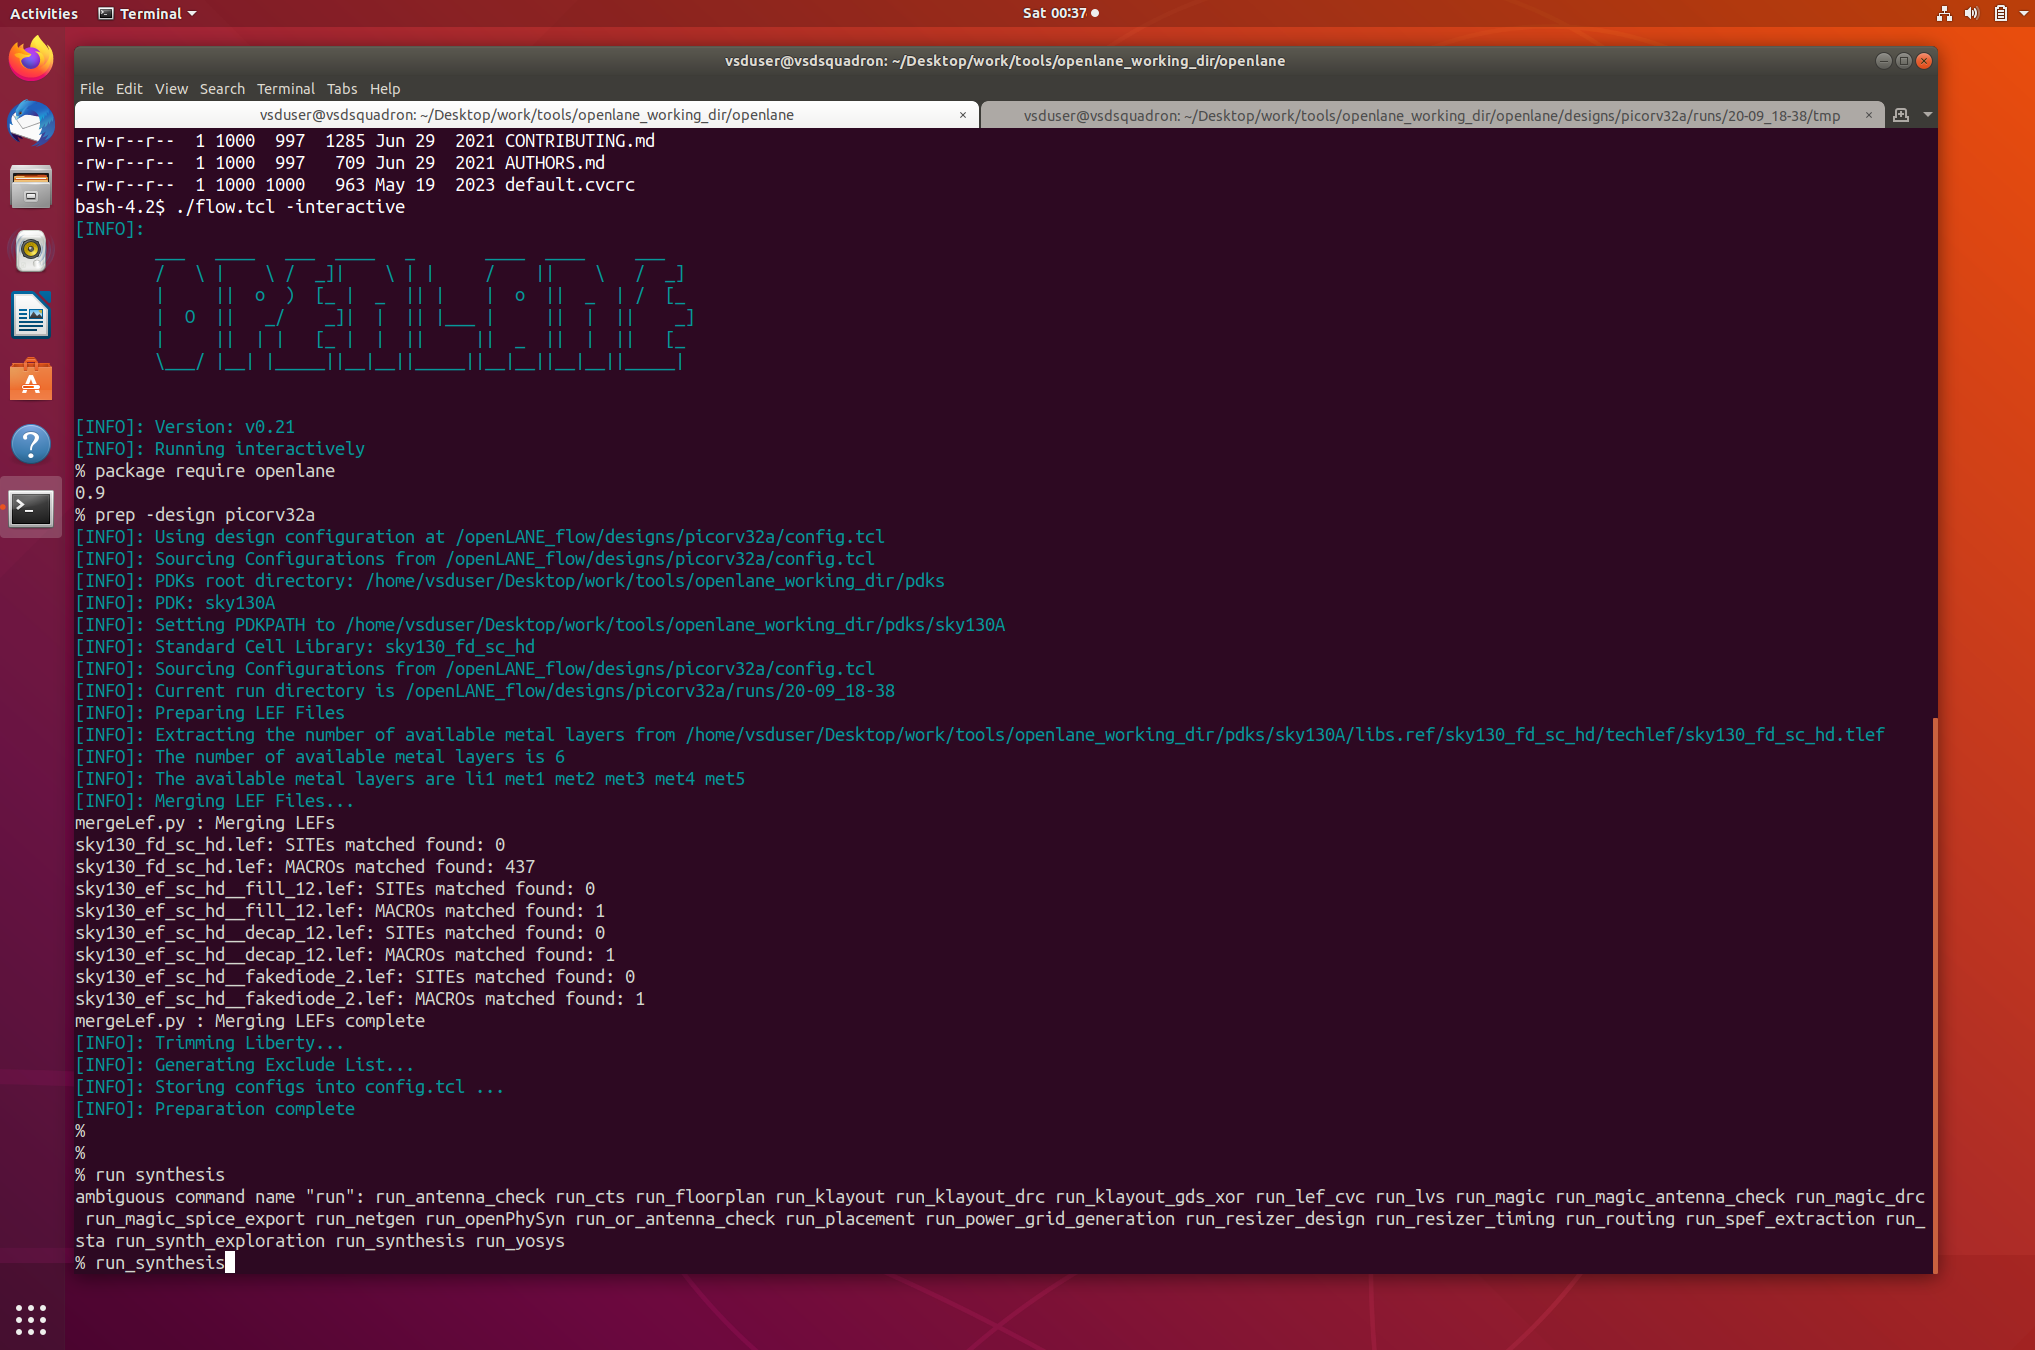 Activities Terminal Sat 00:37
vsduser@vsdsquadron: ~/Desktop/work/tools/openlane_working_dir/openlane
File Edit View Search Terminal Tabs Help
vsduser@vsdsquadron: ~/Desktop/work/tools/openlane_working_dir/openlane × vsduser@vsdsquadron: ~/Desktop/work/tools/openlane_working_dir/openlane/designs/picorv32a/runs/20-09_18-38/tmp ×
-rw-r--r--  1 1000  997  1285 Jun 29  2021 CONTRIBUTING.md
-rw-r--r--  1 1000  997   709 Jun 29  2021 AUTHORS.md
-rw-r--r--  1 1000 1000   963 May 19  2023 default.cvcrc
bash-4.2$ ./flow.tcl -interactive
[INFO]:
OPENLANE
[INFO]: Version: v0.21
[INFO]: Running interactively
% package require openlane
0.9
% prep -design picorv32a
[INFO]: Using design configuration at /openLANE_flow/designs/picorv32a/config.tcl
[INFO]: Sourcing Configurations from /openLANE_flow/designs/picorv32a/config.tcl
[INFO]: PDKs root directory: /home/vsduser/Desktop/work/tools/openlane_working_dir/pdks
[INFO]: PDK: sky130A
[INFO]: Setting PDKPATH to /home/vsduser/Desktop/work/tools/openlane_working_dir/pdks/sky130A
[INFO]: Standard Cell Library: sky130_fd_sc_hd
[INFO]: Sourcing Configurations from /openLANE_flow/designs/picorv32a/config.tcl
[INFO]: Current run directory is /openLANE_flow/designs/picorv32a/runs/20-09_18-38
[INFO]: Preparing LEF Files
[INFO]: Extracting the number of available metal layers from /home/vsduser/Desktop/work/tools/openlane_working_dir/pdks/sky130A/libs.ref/sky130_fd_sc_hd/techlef/sky130_fd_sc_hd.tlef
[INFO]: The number of available metal layers is 6
[INFO]: The available metal layers are li1 met1 met2 met3 met4 met5
[INFO]: Merging LEF Files...
mergeLef.py : Merging LEFs
sky130_fd_sc_hd.lef: SITEs matched found: 0
sky130_fd_sc_hd.lef: MACROs matched found: 437
sky130_ef_sc_hd__fill_12.lef: SITEs matched found: 0
sky130_ef_sc_hd__fill_12.lef: MACROs matched found: 1
sky130_ef_sc_hd__decap_12.lef: SITEs matched found: 0
sky130_ef_sc_hd__decap_12.lef: MACROs matched found: 1
sky130_ef_sc_hd__fakediode_2.lef: SITEs matched found: 0
sky130_ef_sc_hd__fakediode_2.lef: MACROs matched found: 1
mergeLef.py : Merging LEFs complete
[INFO]: Trimming Liberty...
[INFO]: Generating Exclude List...
[INFO]: Storing configs into config.tcl ...
[INFO]: Preparation complete
%
%
% run synthesis
ambiguous command name "run": run_antenna_check run_cts run_floorplan run_klayout run_klayout_drc run_klayout_gds_xor run_lef_cvc run_lvs run_magic run_magic_antenna_check run_magic_drc
 run_magic_spice_export run_netgen run_openPhySyn run_or_antenna_check run_placement run_power_grid_generation run_resizer_design run_resizer_timing run_routing run_spef_extraction run_
sta run_synth_exploration run_synthesis run_yosys
% run_synthesis